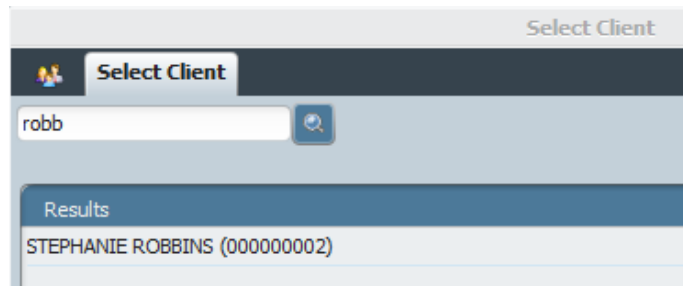 Select Client
Select Client
robb
Results
STEPHANIE ROBBINS (000000002)